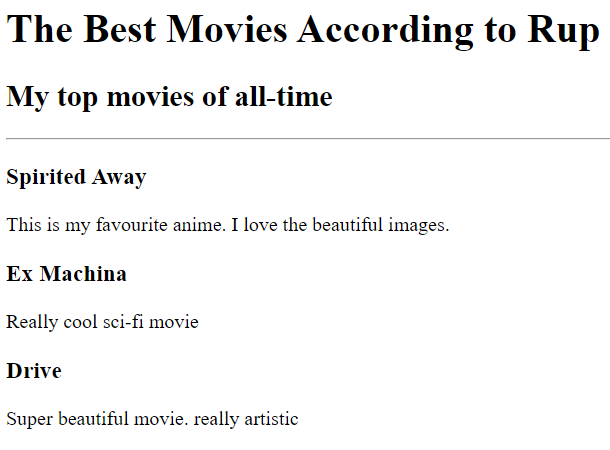 The Best Movies According to Rup
My top movies of all-time
Spirited Away
This is my favourite anime. I love the beautiful images.
Ex Machina
Really cool sci-fi movie
Drive
Super beautiful movie. really artistic